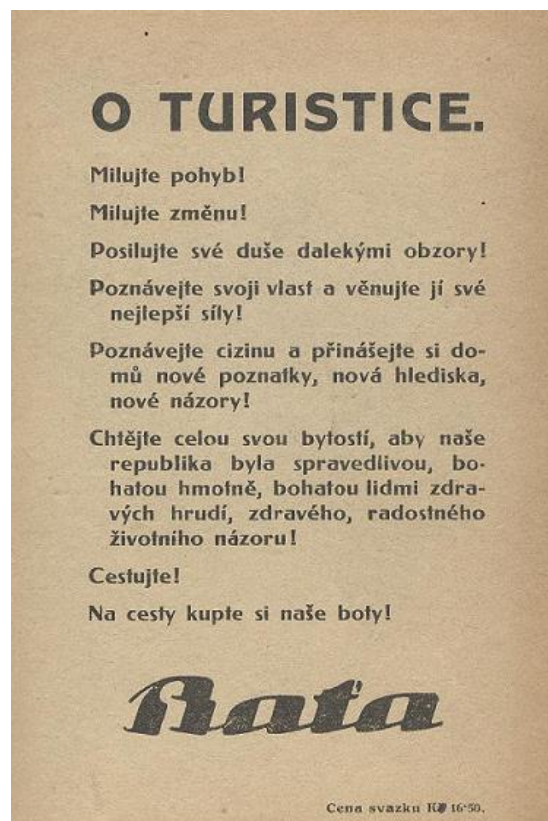 O TURISTICE.
Milujte pohyb!
Milujte změnu!
Posilujte své duše dalekými obzory!
Poznávejte svoji vlast a věnujte jí své
nejlepší síly!
Poznávejte cizinu a přinášejte si do-
mů nové poznatky, nová hlediska,
nové názory!
Chtějte celou svou bytostí, aby naše
republika byla spravedlivou, bo-
hatou hmotně, bohatou lidmi zdra-
vých hrudí, zdravého, radostného
životního názoru!
Cestujte!
Na cesty kupte si naše boty!
Baťa
Cena svazku Kč 16·50.